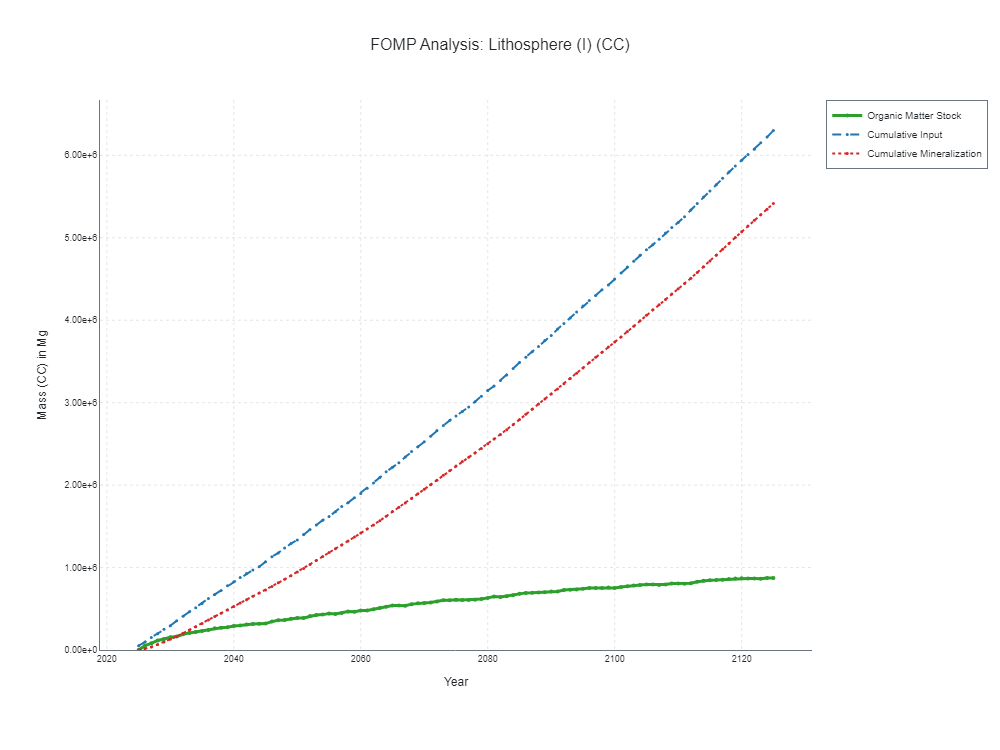 FOMP Analysis: Lithosphere (I) (CC)
Organic Matter Stock
Cumulative Input
Cumulative Mineralization
6.00e+6
5.00e+6
4.00e+6
3.00e+6
2.00e+6
1.00e+6
0.00e+0
Mass (CC) in Mg
2020 2040 2060 2080 2100 2120
Year